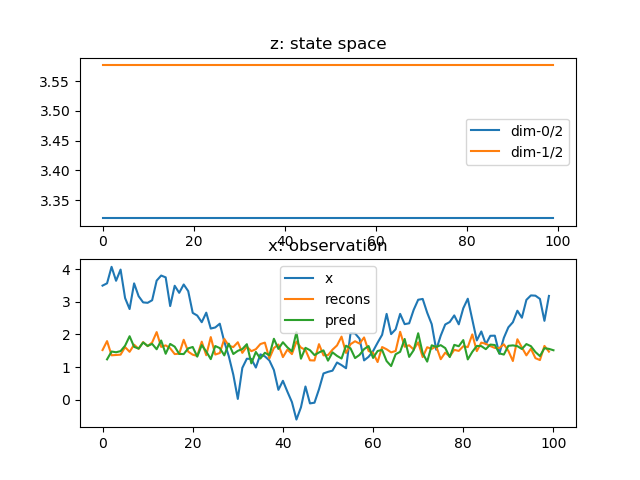 z: state space
3.55
3.50
3.45
3.40
3.35
dim-0/2
dim-1/2
0 20 40 60 80 100
x: observation
4
3
2
1
0
x
recons
pred
0 20 40 60 80 100